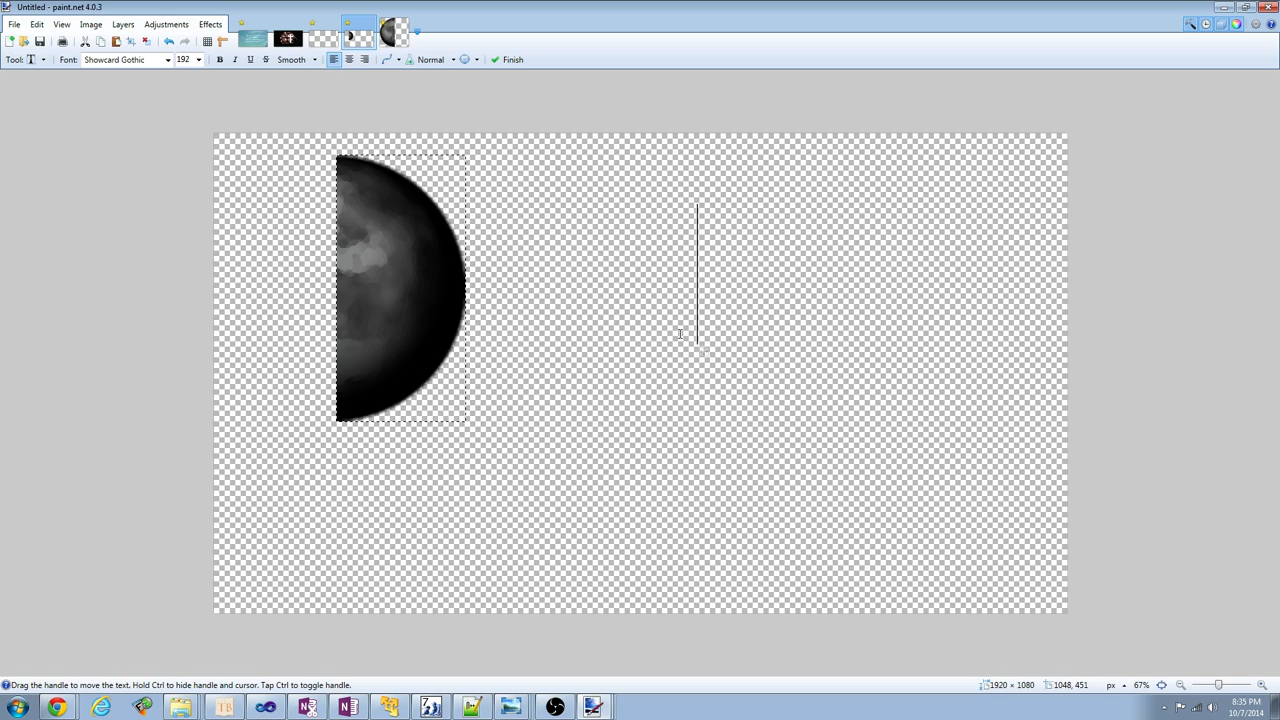 Untitled - paint.net 4.0.3
File Edit View Image Layers Adjustments Effects
Tool: T Font: Showcard Gothic 192 B I U S Smooth Normal Finish
Drag the handle to move the text. Hold Ctrl to hide handle and cursor. Tap Ctrl to toggle handle. 1920 × 1080 1048, 451 px 67%
TB N N 7 8:35 PM
10/7/2014